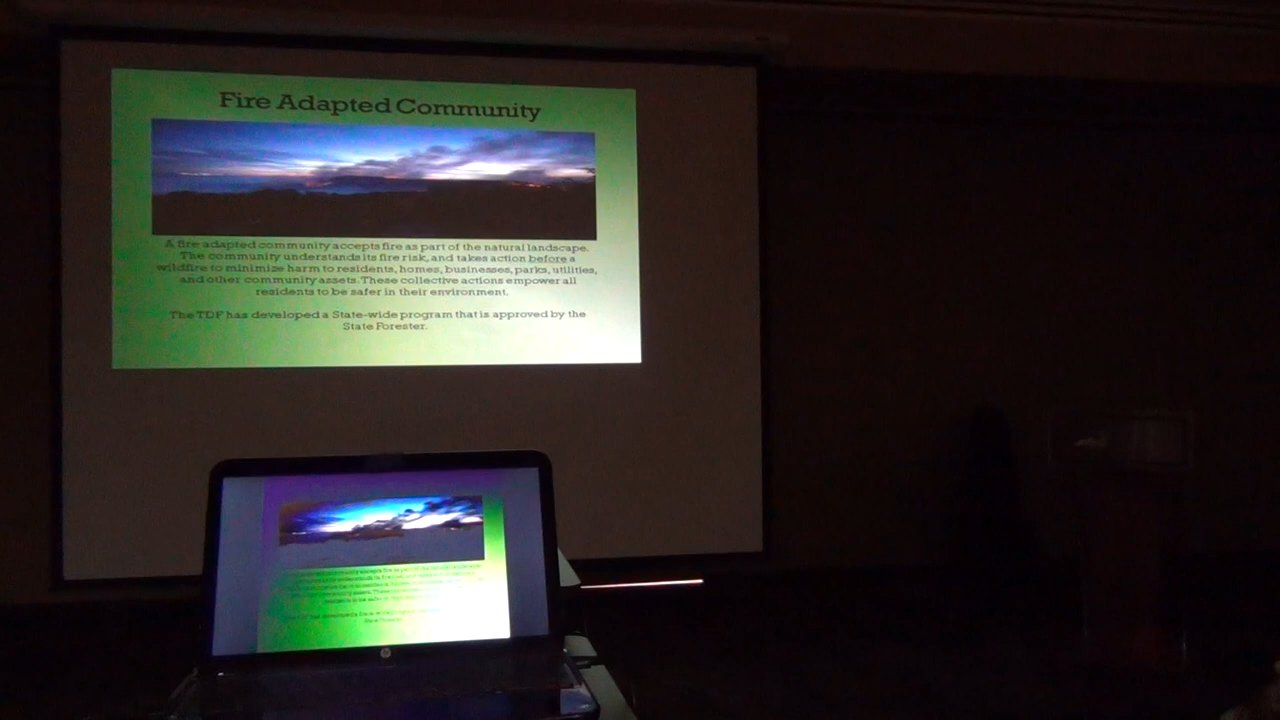 Fire Adapted Community
A fire adapted community accepts fire as part of the natural landscape.
The community understands its fire risk, and takes action before a
wildfire to minimize harm to residents, homes, businesses, parks, utilities,
and other community assets. These collective actions empower all
residents to be safer in their environment.
The TDF has developed a State-wide program that is approved by the
State Forester.
hp